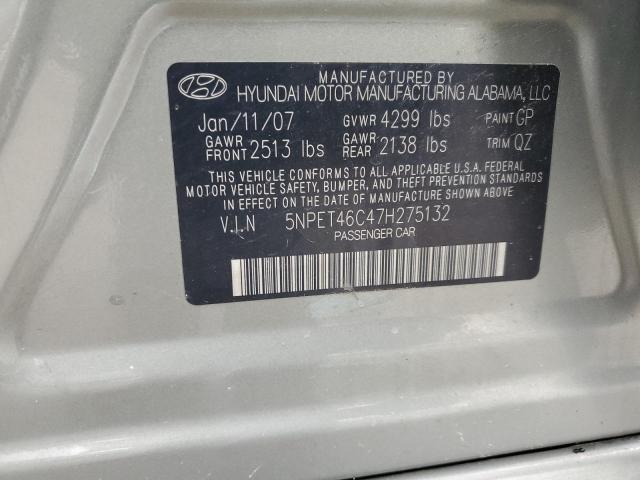 MANUFACTURED BY
HYUNDAI MOTOR MANUFACTURING ALABAMA, LLC
Jan/11/07 GVWR 4299 lbs PAINT GP
GAWR FRONT 2513 lbs GAWR REAR 2138 lbs TRIM QZ
THIS VEHICLE CONFORMS TO ALL APPLICABLE U.S.A. FEDERAL
MOTOR VEHICLE SAFETY, BUMPER, AND THEFT PREVENTION STANDARDS
IN EFFECT ON THE DATE OF MANUFACTURE SHOWN ABOVE
V.I.N 5NPET46C47H275132
PASSENGER CAR